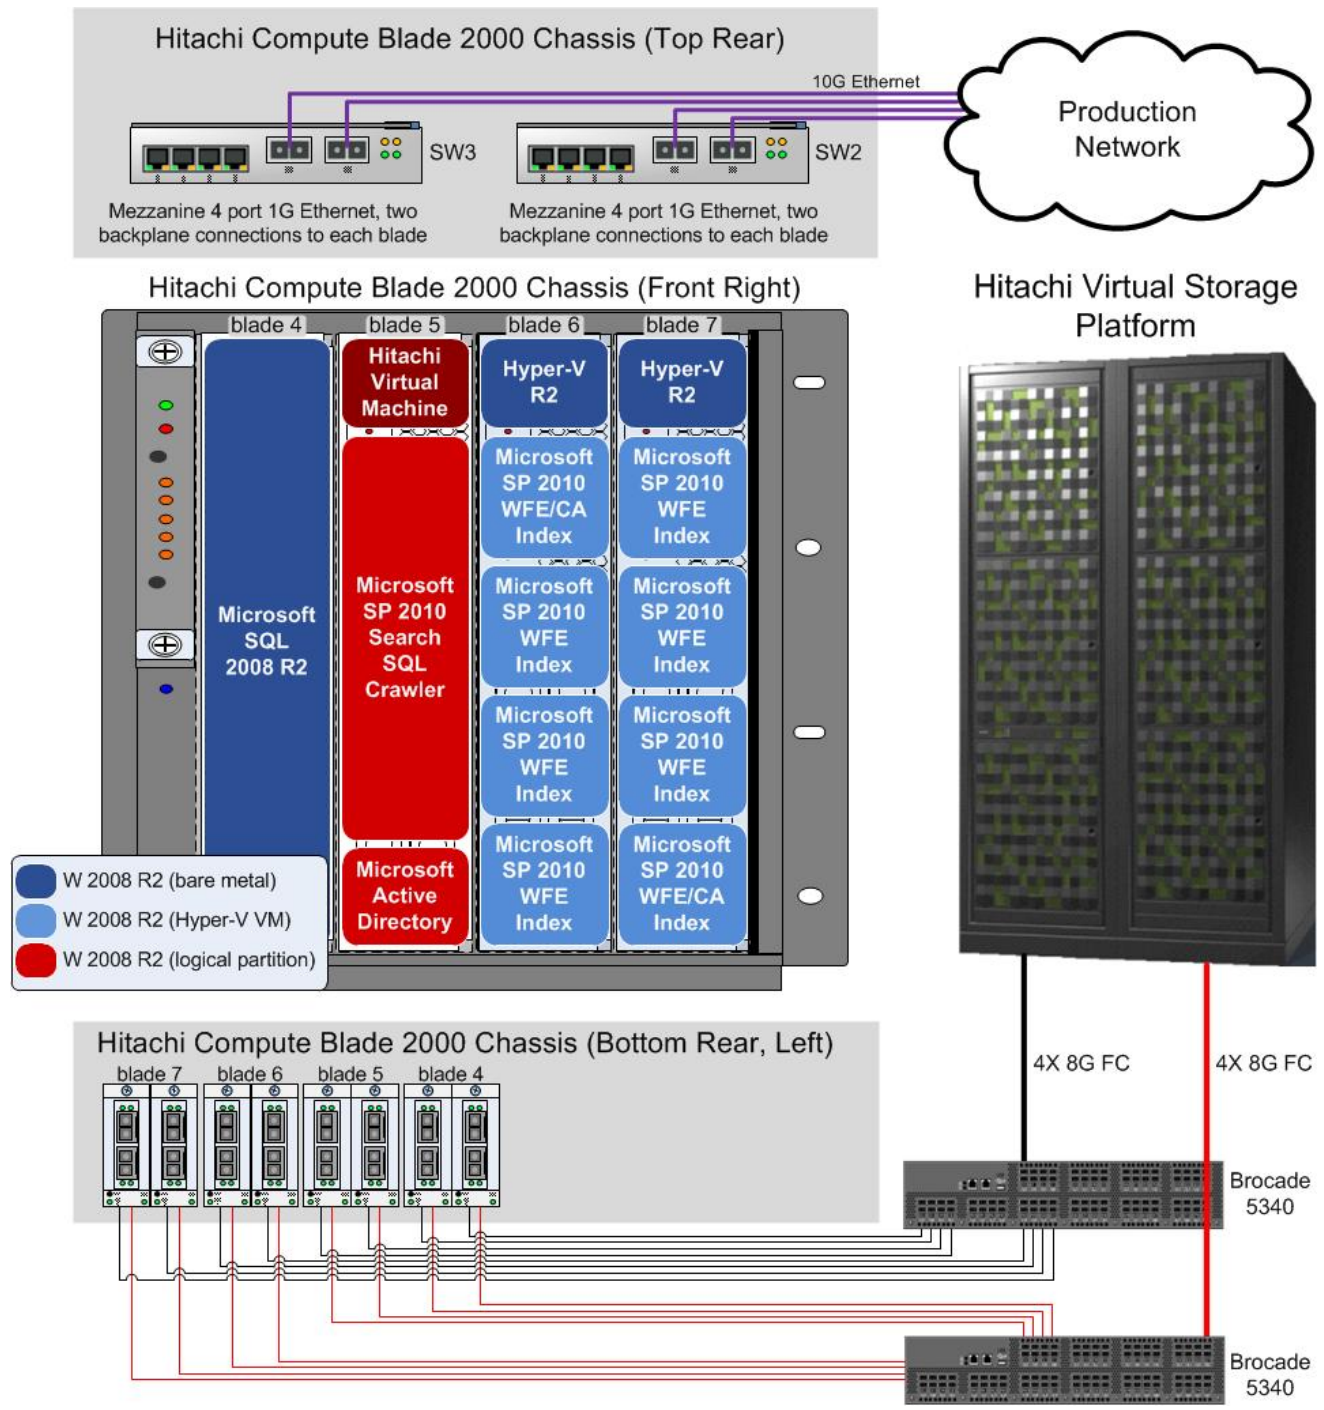 Hitachi Compute Blade 2000 Chassis (Top Rear)
10G Ethernet
Production
Network
SW3
SW2
Mezzanine 4 port 1G Ethernet, two
backplane connections to each blade
Mezzanine 4 port 1G Ethernet, two
backplane connections to each blade
Hitachi Compute Blade 2000 Chassis (Front Right)
Hitachi Virtual Storage
Platform
blade 4
blade 5
blade 6
blade 7
Microsoft
SQL
2008 R2
Hitachi
Virtual
Machine
Microsoft
SP 2010
Search
SQL
Crawler
Microsoft
Active
Directory
Hyper-V
R2
Microsoft
SP 2010
WFE/CA
Index
Microsoft
SP 2010
WFE
Index
Microsoft
SP 2010
WFE
Index
Microsoft
SP 2010
WFE
Index
Hyper-V
R2
Microsoft
SP 2010
WFE
Index
Microsoft
SP 2010
WFE
Index
Microsoft
SP 2010
WFE
Index
Microsoft
SP 2010
WFE/CA
Index
W 2008 R2 (bare metal)
W 2008 R2 (Hyper-V VM)
W 2008 R2 (logical partition)
Hitachi Compute Blade 2000 Chassis (Bottom Rear, Left)
blade 7
blade 6
blade 5
blade 4
4X 8G FC
4X 8G FC
Brocade
5340
Brocade
5340